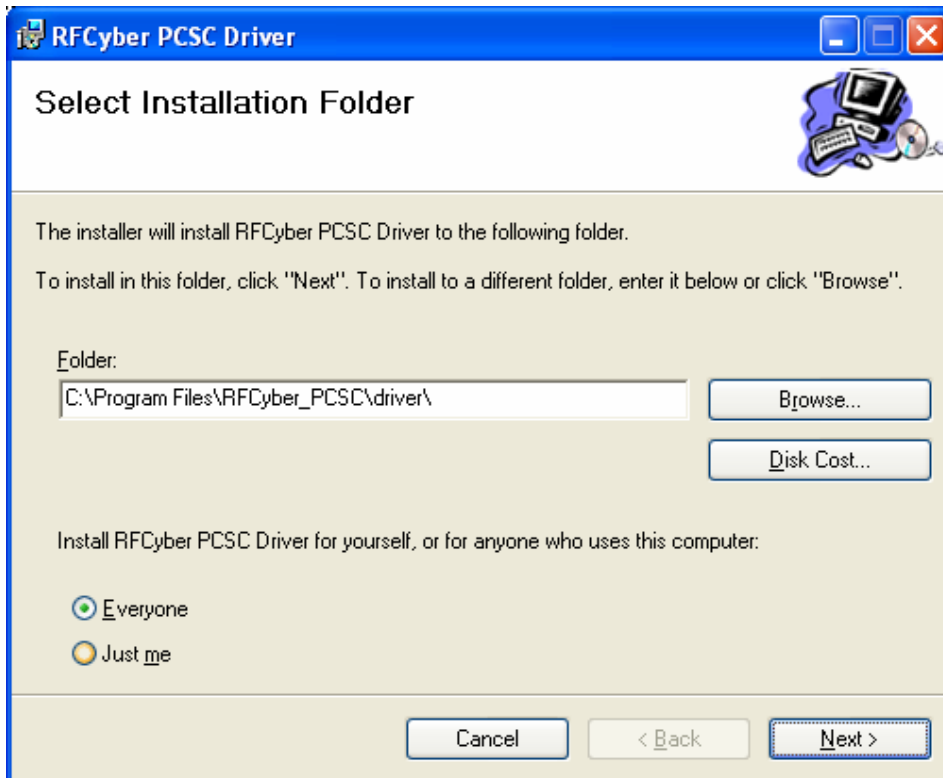 RFCyber PCSC Driver
Select Installation Folder
The installer will install RFCyber PCSC Driver to the following folder.
To install in this folder, click "Next". To install to a different folder, enter it below or click "Browse".
Folder:
C:\Program Files\RFCyber_PCSC\driver\
Browse...
Disk Cost...
Install RFCyber PCSC Driver for yourself, or for anyone who uses this computer:
Everyone
Just me
Cancel
< Back
Next >